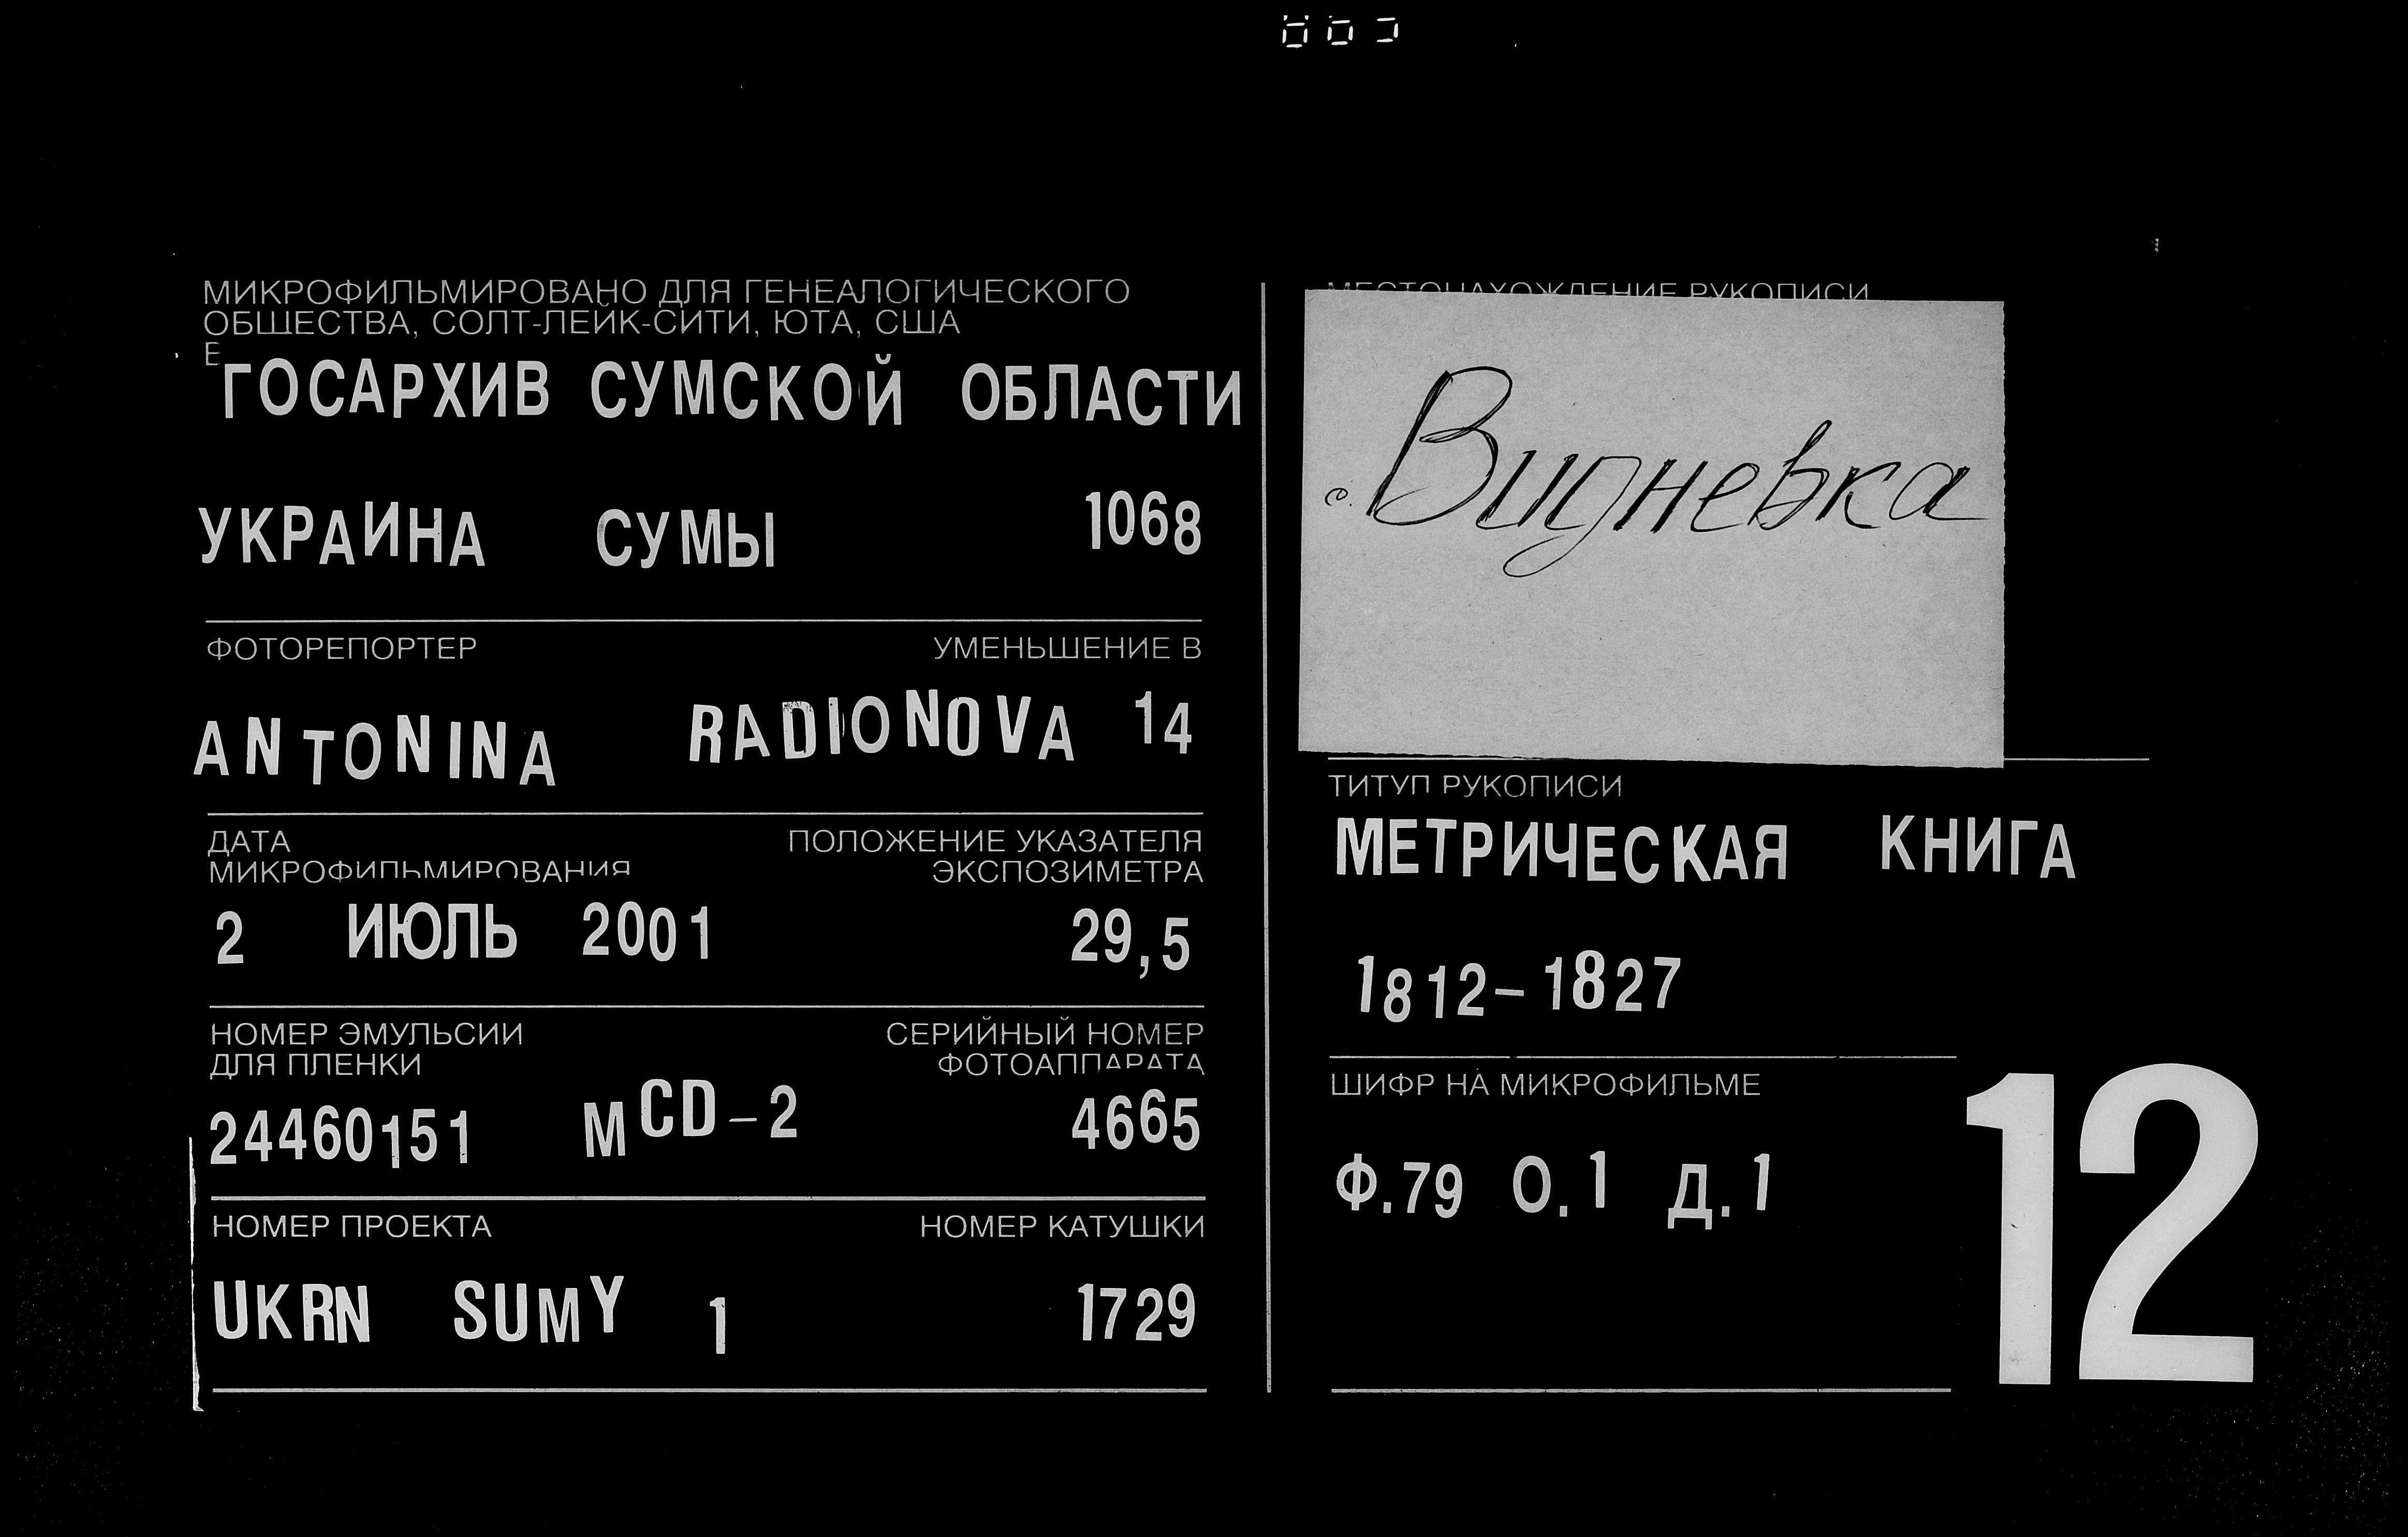 МИКРОФИЛЬМИРОВАНО ДЛЯ ГЕНЕАЛОГИЧЕСКОГО
ОБЩЕСТВА, СОЛТ-ЛЕЙК-СИТИ, ЮТА, США
Е
ГОСАРХИВ СУМСКОЙ ОБЛАСТИ
УКРАИНА СУМЫ 1068
ФОТОРЕПОРТЕР УМЕНЬШЕНИЕ В
ANTONINA RADIONOVA 14
ДАТА ПОЛОЖЕНИЕ УКАЗАТЕЛЯ
МИКРОФИЛЬМИРОВАНИЯ ЭКСПОЗИМЕТРА
2 ИЮЛЬ 2001 29,5
НОМЕР ЭМУЛЬСИИ СЕРИЙНЫЙ НОМЕР
ДЛЯ ПЛЕНКИ ФОТОАППАРАТА
24460151 MCD-2 4665
НОМЕР ПРОЕКТА НОМЕР КАТУШКИ
UKRN SUMY 1 1729
МЕСТОНАХОЖДЕНИЕ РУКОПИСИ
с. Видневка
ТИТУЛ РУКОПИСИ
МЕТРИЧЕСКАЯ КНИГА
1812-1827
ШИФР НА МИКРОФИЛЬМЕ
Ф.79 О.1 Д.1
12